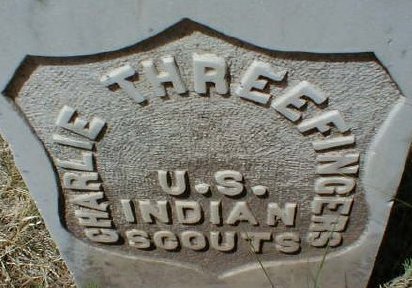 CHARLIE THREEFINGERS
U.S.
INDIAN
SCOUTS